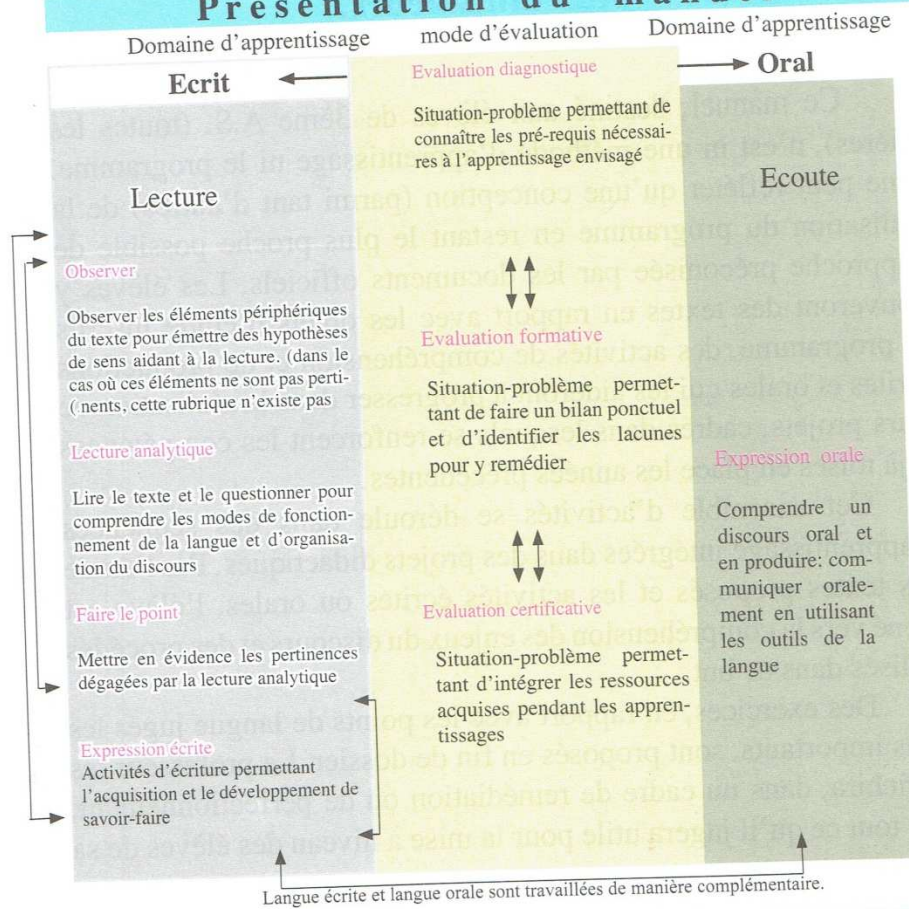 Présentation du manuel
Domaine d'apprentissage
mode d'évaluation
Domaine d'apprentissage
Ecrit
Evaluation diagnostique
Oral
Situation-problème permettant de
connaître les pré-requis nécessai-
res à l'apprentissage envisagé
Lecture
Observer
Observer les éléments périphériques
du texte pour émettre des hypothèses
de sens aidant à la lecture. (dans le
cas où ces éléments ne sont pas perti-
( nents, cette rubrique n'existe pas
Lecture analytique
Lire le texte et le questionner pour
comprendre les modes de fonction-
nement de la langue et d'organisa-
tion du discours
Faire le point
Mettre en évidence les pertinences
dégagées par la lecture analytique
Expression écrite
Activités d'écriture permettant
l'acquisition et le développement de
savoir-faire
Evaluation formative
Situation-problème permet-
tant de faire un bilan ponctuel
et d'identifier les lacunes
pour y remédier
Evaluation certificative
Situation-problème permet-
tant d'intégrer les ressources
acquises pendant les appren-
tissages
Ecoute
Expression orale
Comprendre un
discours oral et
en produire: com-
muniquer orale-
ment en utilisant
les outils de la
langue
Langue écrite et langue orale sont travaillées de manière complémentaire.